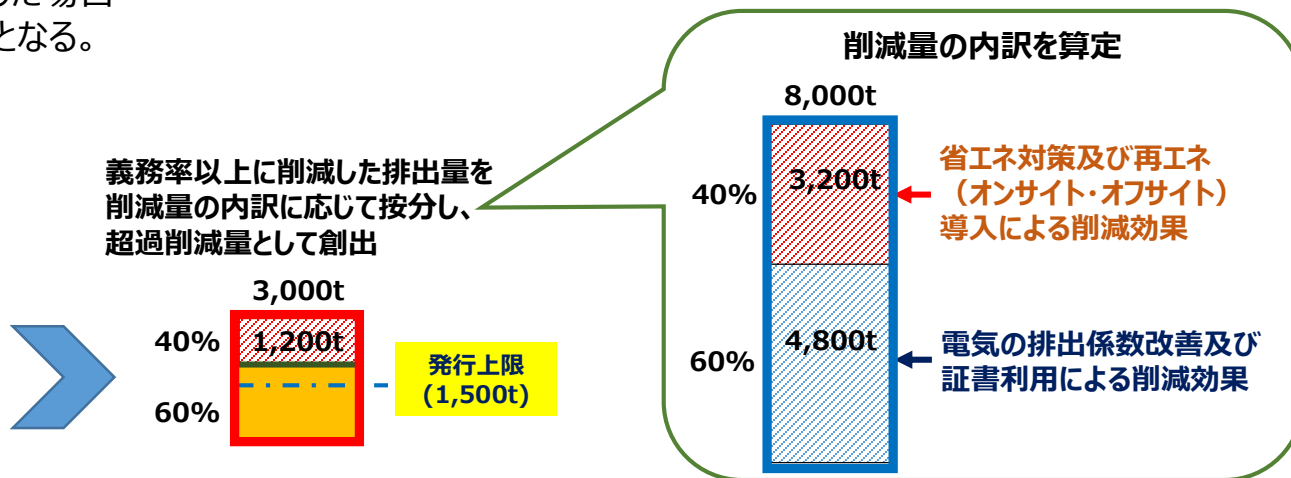 となる。
削減量の内訳を算定
8,000t
義務率以上に削減した排出量を
削減量の内訳に応じて按分し、
超過削減量として創出
3,000t
40%
1,200t
60%
発行上限
(1,500t)
40%
3,200t
省エネ対策及び再エネ
（オンサイト・オフサイト）
導入による削減効果
60%
4,800t
電気の排出係数改善及び
証書利用による削減効果